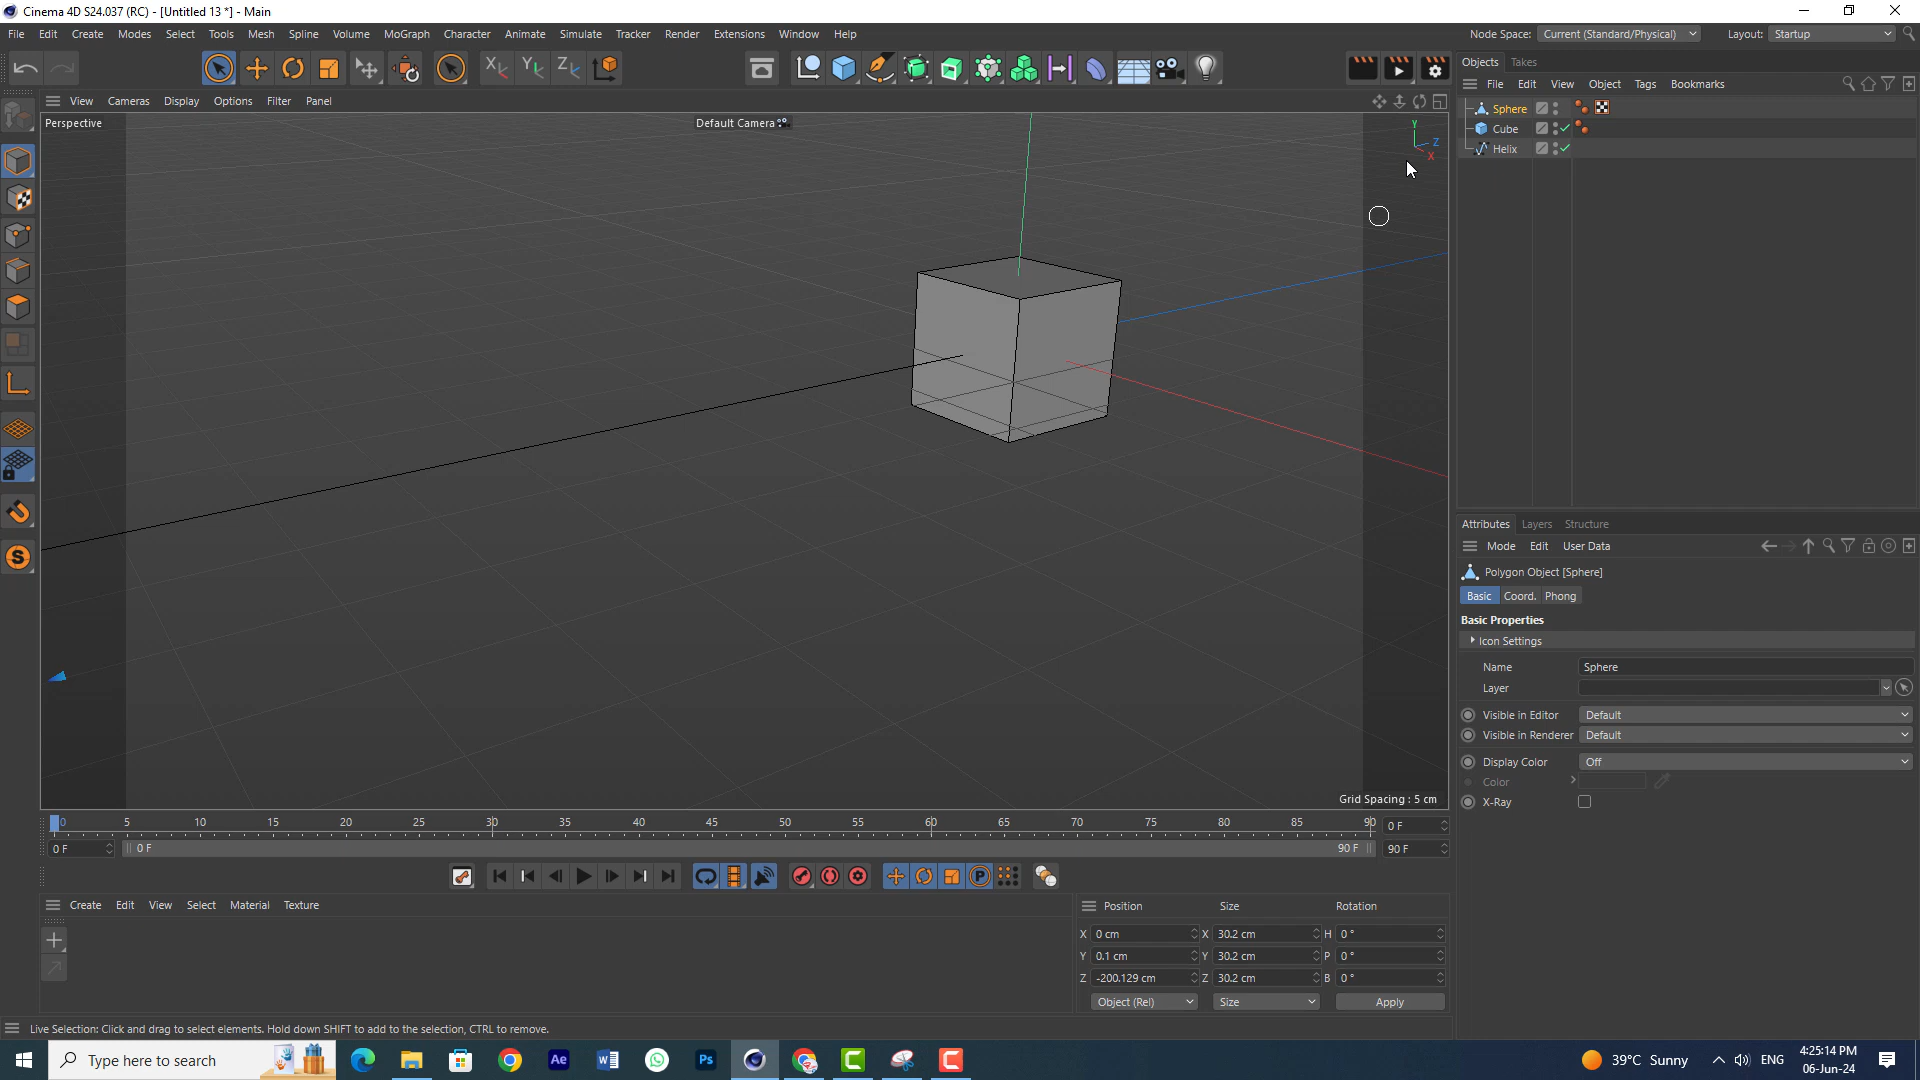 Cinema 4D S24.037 (RC) - [Untitled 13 *] - Main
File Edit Create Modes Select Tools Mesh Spline Volume MoGraph Character Animate Simulate Tracker Render Extensions Window Help
Node Space: Current (Standard/Physical) Layout: Startup
Objects Takes
File Edit View Object Tags Bookmarks
View Cameras Display Options Filter Panel
Perspective
Default Camera
Y
Z
X
Sphere
Cube
Helix
Attributes Layers Structure
Mode Edit User Data
Polygon Object [Sphere]
Basic Coord. Phong
Basic Properties
Icon Settings
Name Sphere
Layer
Visible in Editor Default
Visible in Renderer Default
Display Color Off
Color
X-Ray
Grid Spacing : 5 cm
0 5 10 15 20 25 30 35 40 45 50 55 60 65 70 75 80 85 90 0 F
0 F 0 F 90 F 90 F
Create Edit View Select Material Texture
Position Size Rotation
X 0 cm X 30.2 cm H 0 °
Y 0.1 cm Y 30.2 cm P 0 °
Z -200.129 cm Z 30.2 cm B 0 °
Object (Rel) Size Apply
Live Selection: Click and drag to select elements. Hold down SHIFT to add to the selection, CTRL to remove.
Type here to search
Ae
Ps
39°C Sunny ENG
4:25:14 PM
06-Jun-24